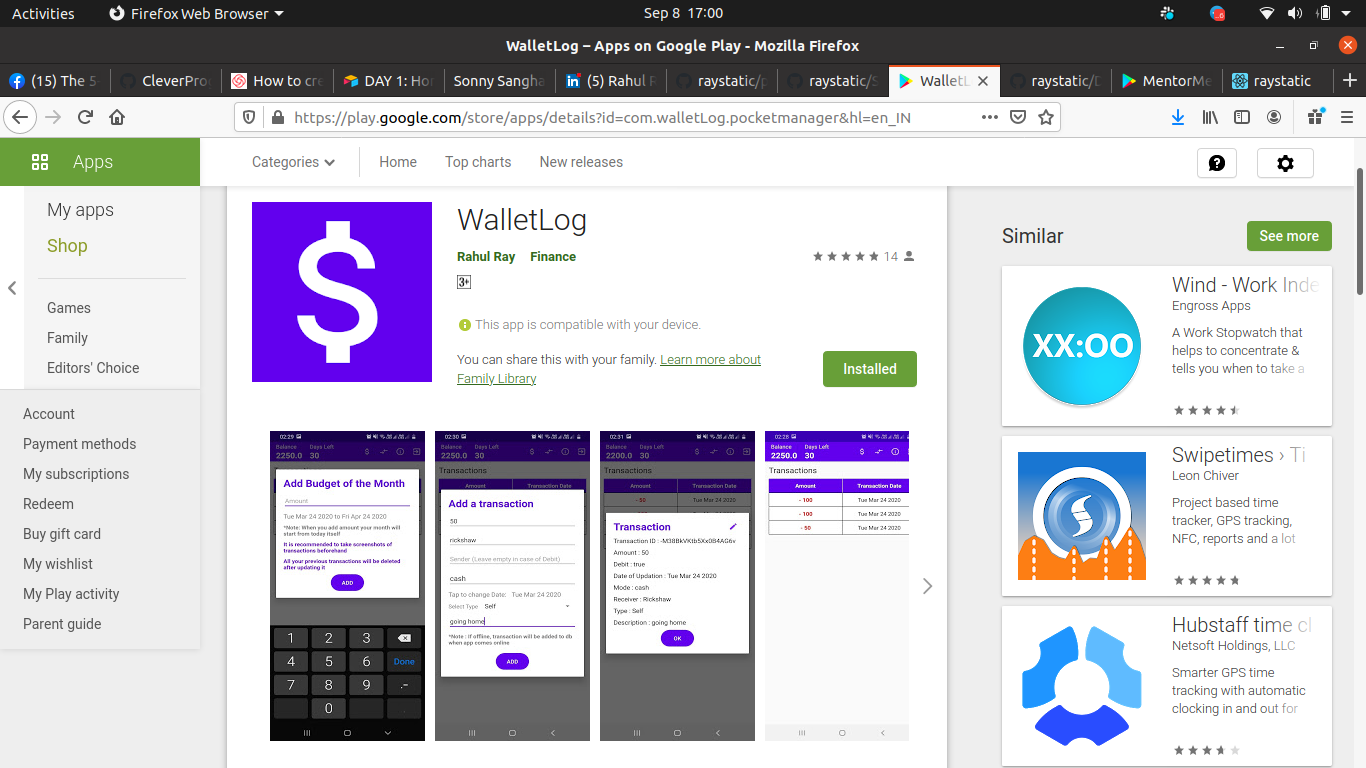 Activities Firefox Web Browser Sep 8 17:00
WalletLog – Apps on Google Play - Mozilla Firefox
(15) The 5- CleverPro How to cre DAY 1: Ho Sonny Sangha (5) Rahul R raystatic/p raystatic/S WalletL raystatic/D MentorMe raystatic
https://play.google.com/store/apps/details?id=com.walletLog.pocketmanager&hl=en_IN
Apps
Categories Home Top charts New releases
My apps
Shop
Games
Family
Editors' Choice
Account
Payment methods
My subscriptions
Redeem
Buy gift card
My wishlist
My Play activity
Parent guide
$
WalletLog
Rahul Ray Finance
14
3+
This app is compatible with your device.
You can share this with your family. Learn more about
Family Library
Installed
02:29
Balance Days Left
2250.0 30
Add Budget of the Month
Amount
Tue Mar 24 2020 to Fri Apr 24 2020
*Note: When you add amount your month will
start from today itself
It is recommended to take screenshots of
transactions beforehand
All your previous transactions will be deleted
after updating it
ADD
1 2 3
4 5 6 Done
7 8 9 .-
0
02:30
Balance Days Left
2200.0 30
Transactions
Amount Transaction Date
Add a transaction
50
rickshaw
Sender (Leave empty in case of Debit)
cash
Tap to change Date: Tue Mar 24 2020
Select Type Self
going home
*Note : If offline, transaction will be added to db
when app comes online
ADD
02:31
Balance Days Left
2200.0 30
Transactions
Amount Transaction Date
- 50 Tue Mar 24 2020
Transaction
Transaction ID : -M38BkVKtb5Xx0B4AG6v
Amount : 50
Debit : true
Date of Updation : Tue Mar 24 2020
Mode : cash
Receiver : Rickshaw
Type : Self
Description : going home
OK
02:28
Balance Days Left
2250.0 30
Transactions
Amount Transaction Date
- 100 Tue Mar 24 2020
- 100 Tue Mar 24 2020
- 50 Tue Mar 24 2020
Similar
See more
XX:OO
Wind - Work Inde
Engross Apps
A Work Stopwatch that
helps to concentrate &
tells you when to take a
Swipetimes › Ti
Leon Chiver
Project based time
tracker, GPS tracking,
NFC, reports and a lot
Hubstaff time cl
Netsoft Holdings, LLC
Smarter GPS time
tracking with automatic
clocking in and out for